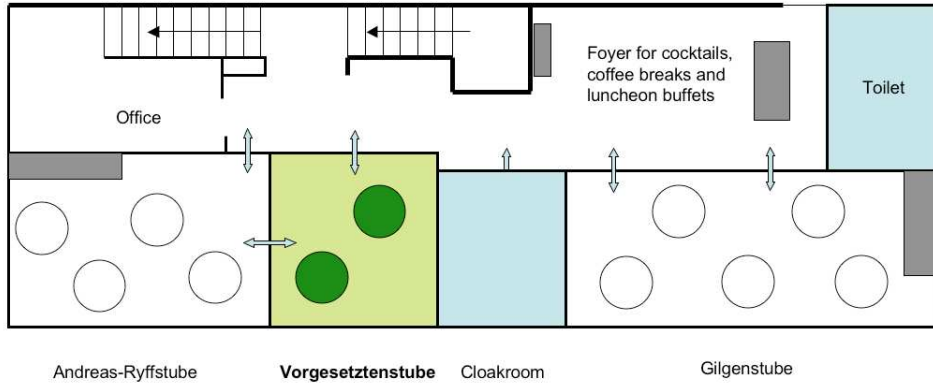 Foyer for cocktails,
coffee breaks and
luncheon buffets
Toilet
Office
Andreas-Ryffstube
Vorgesetztenstube
Cloakroom
Gilgenstube